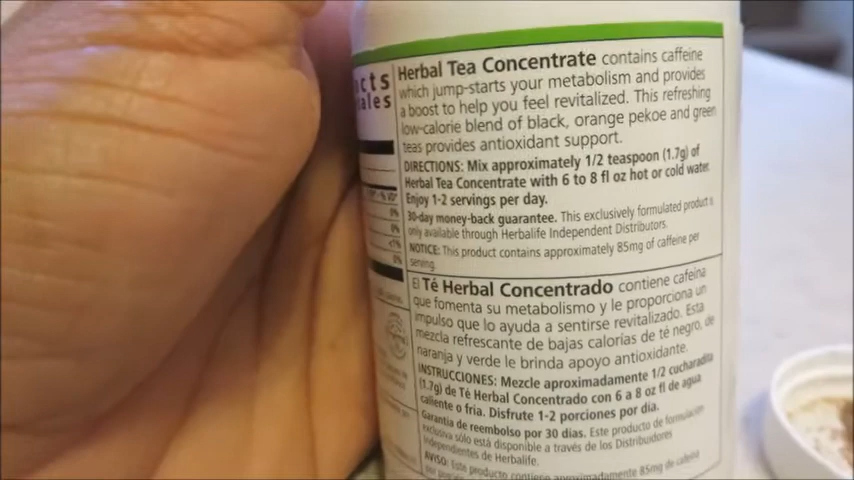 Herbal Tea Concentrate contains caffeine
which jump-starts your metabolism and provides
a boost to help you feel revitalized. This refreshing
low-calorie blend of black, orange pekoe and green
teas provides antioxidant support.
DIRECTIONS: Mix approximately 1/2 teaspoon (1.7g) of
Herbal Tea Concentrate with 6 to 8 fl oz hot or cold water.
Enjoy 1-2 servings per day.
30-day money-back guarantee. This exclusively formulated product is
only available through Herbalife Independent Distributors.
NOTICE: This product contains approximately 85mg of caffeine per
serving.
El Té Herbal Concentrado contiene cafeína
que fomenta su metabolismo y le proporciona un
impulso que lo ayuda a sentirse revitalizado. Esta
mezcla refrescante de bajas calorías de té negro, de
naranja y verde le brinda apoyo antioxidante.
INSTRUCCIONES: Mezcle aproximadamente 1/2 cucharadita
(1.7g) de Té Herbal Concentrado con 6 a 8 oz fl de agua
caliente o fría. Disfrute 1-2 porciones por día.
Garantía de reembolso por 30 días. Este producto de formulación
exclusiva sólo está disponible a través de los Distribuidores
Independientes de Herbalife.
AVISO: Este producto contiene aproximadamente 85mg de cafeína